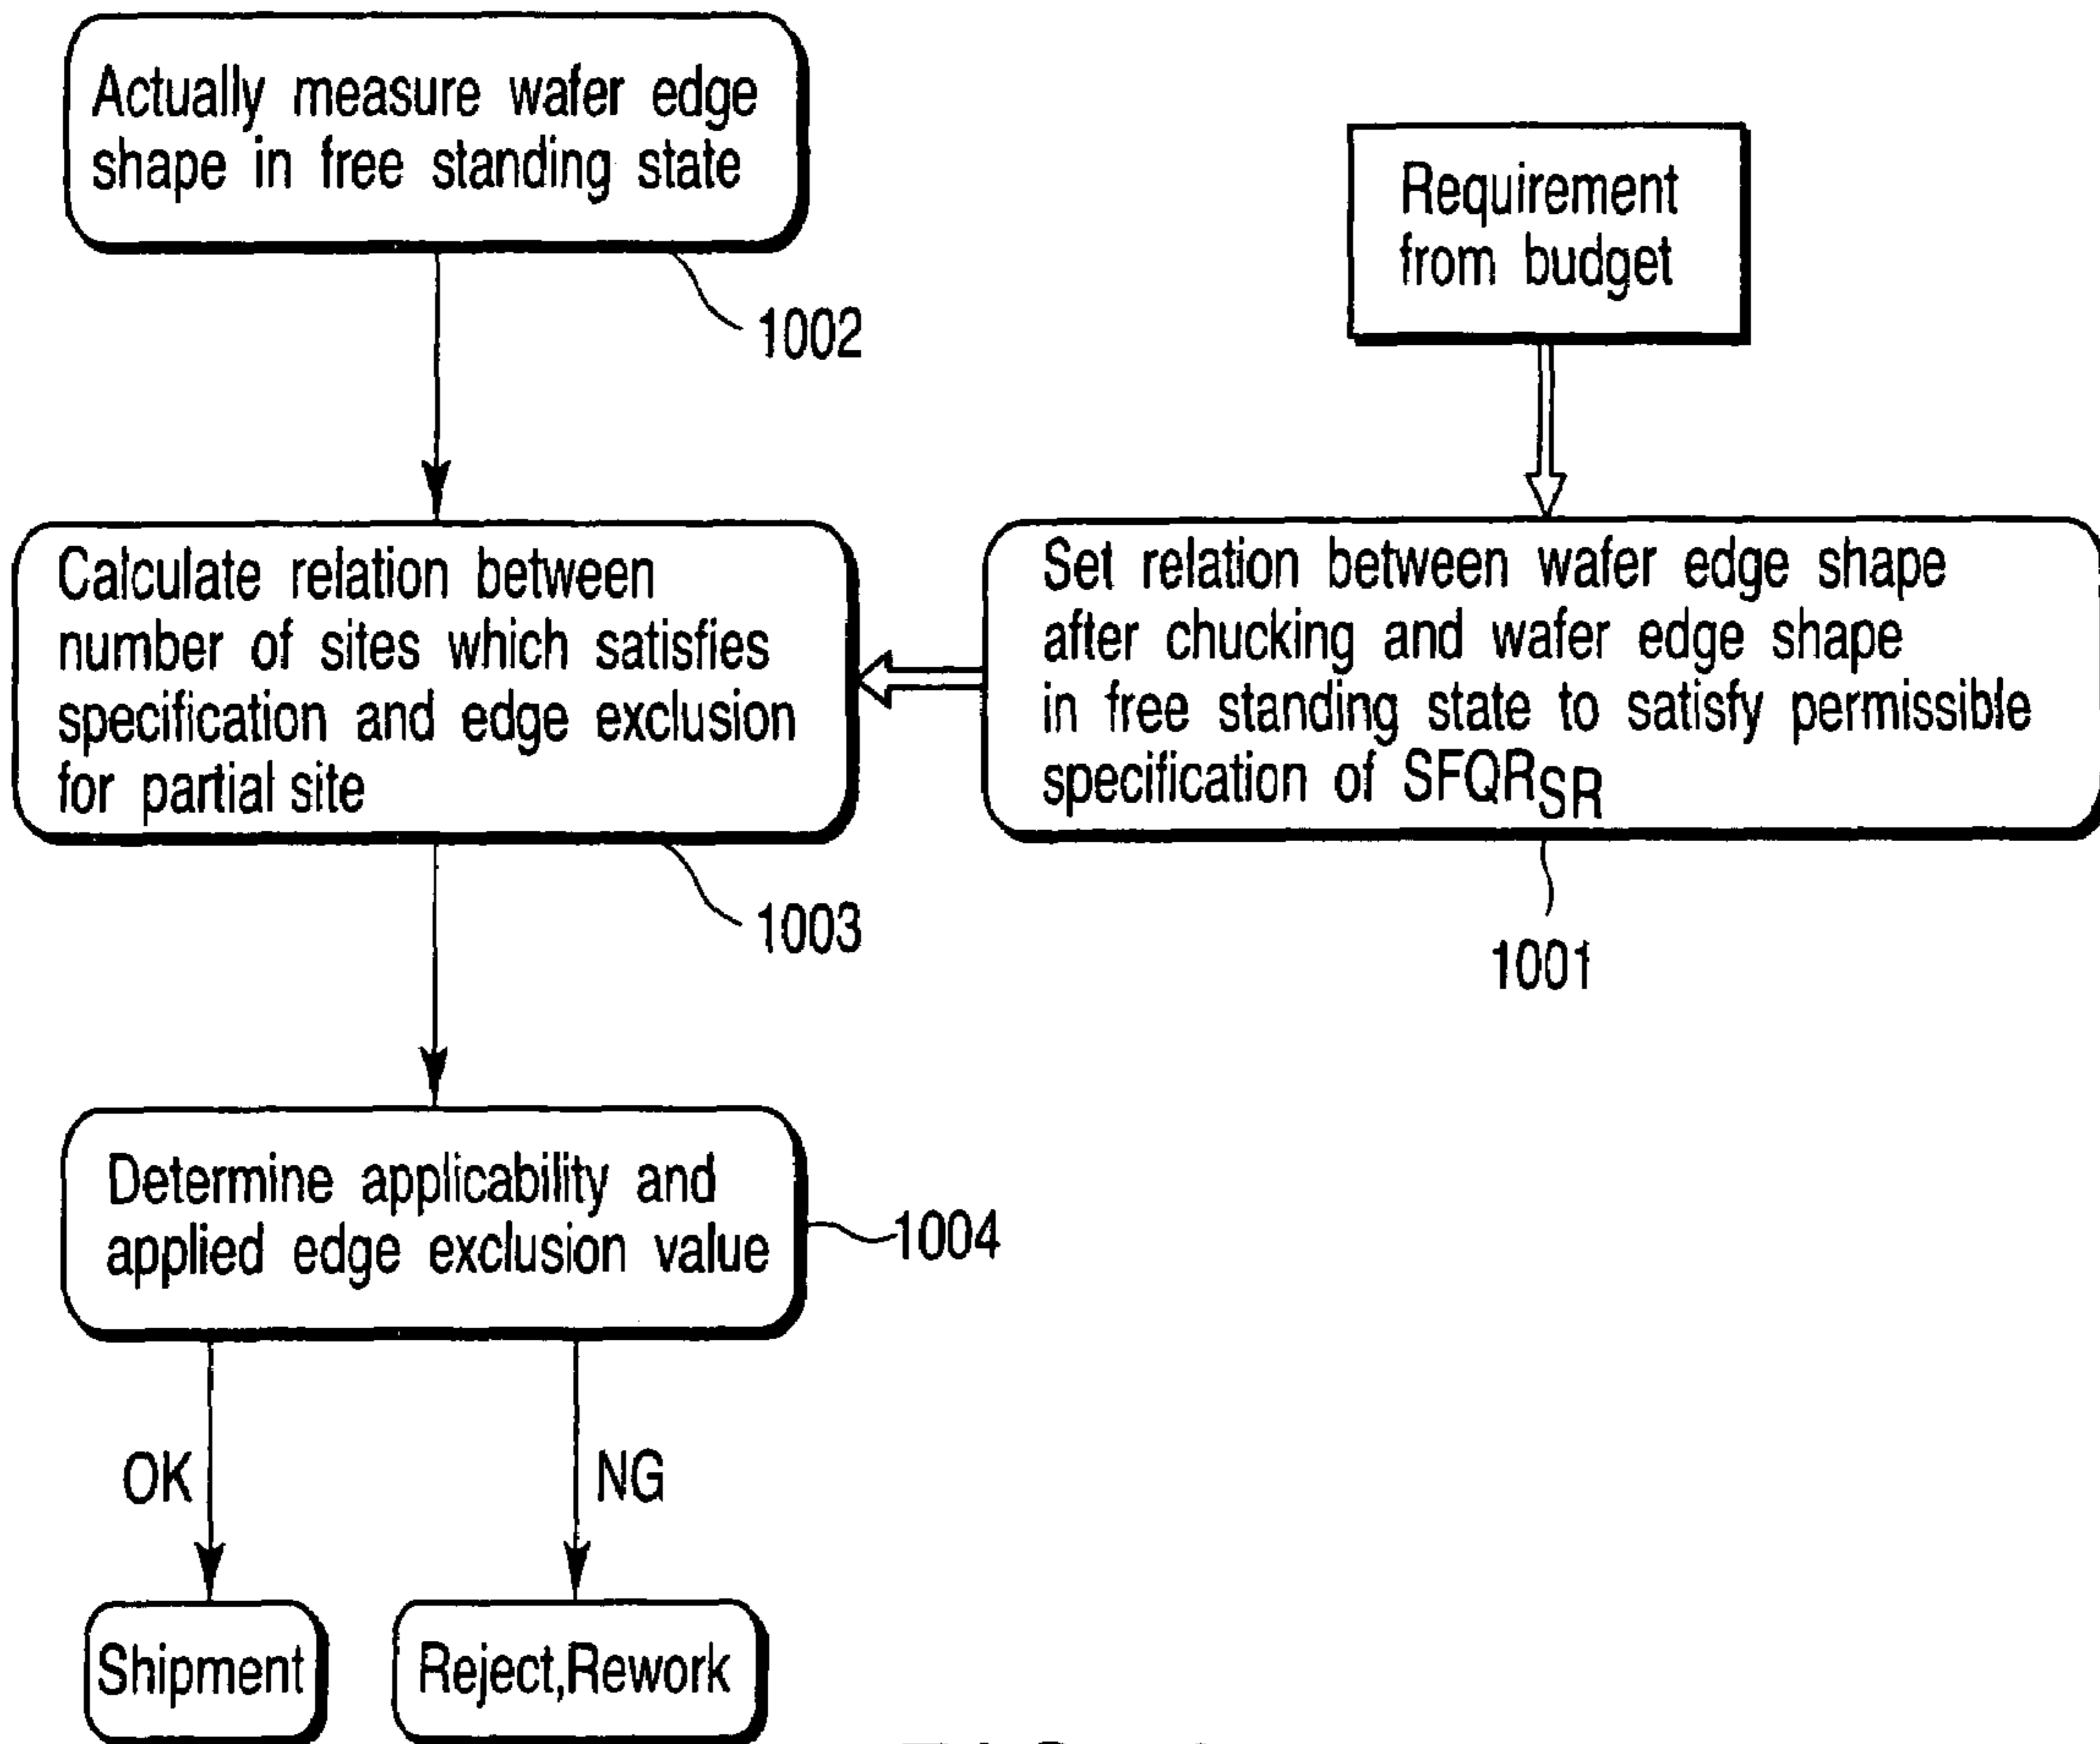 Actually measure wafer edge
shape in free standing state
1002
Requirement
from budget
Calculate relation between
number of sites which satisfies
specification and edge exclusion
for partial site
1003
Set relation between wafer edge shape
after chucking and wafer edge shape
in free standing state to satisfy permissible
specification of SFQRSR
1001
Determine applicability and
applied edge exclusion value
1004
OK
NG
Shipment
Reject,Rework